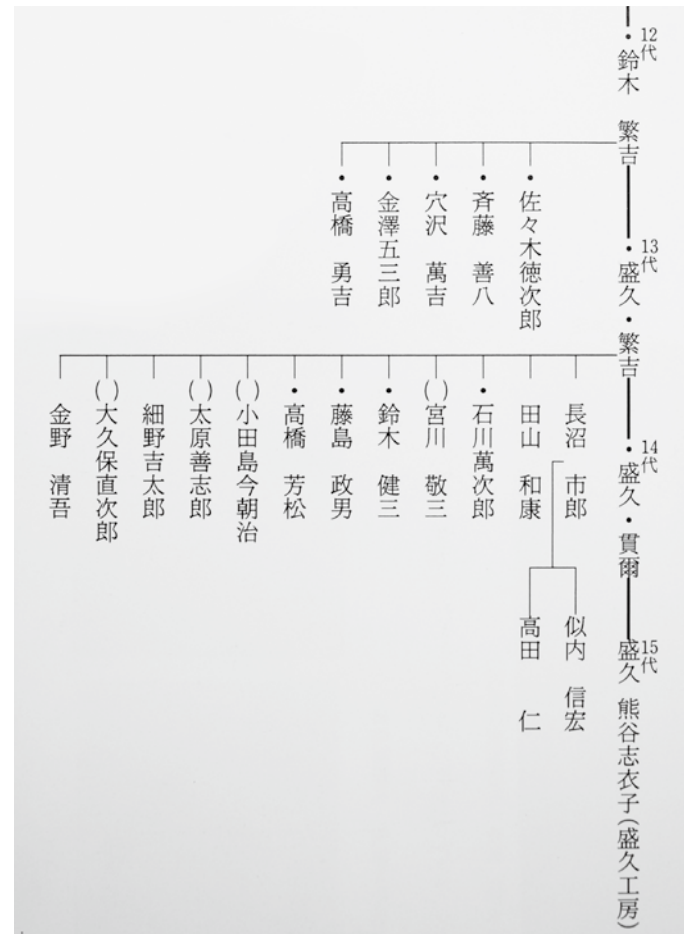 12代
・鈴木　繁吉
13代
・盛久・繁吉
14代
・盛久・貫爾
15代
盛久　熊谷志衣子(盛久工房)
・佐々木徳次郎
・斉藤　善八
・穴沢　萬吉
・金澤五三郎
・高橋　勇吉
長沼　市郎
似内　信宏
高田　仁
田山　和康
・石川萬次郎
( )宮川　敬三
・鈴木　健三
・藤島　政男
・高橋　芳松
( )小田島今朝治
( )太原善志郎
細野吉太郎
( )大久保直次郎
金野　清吾